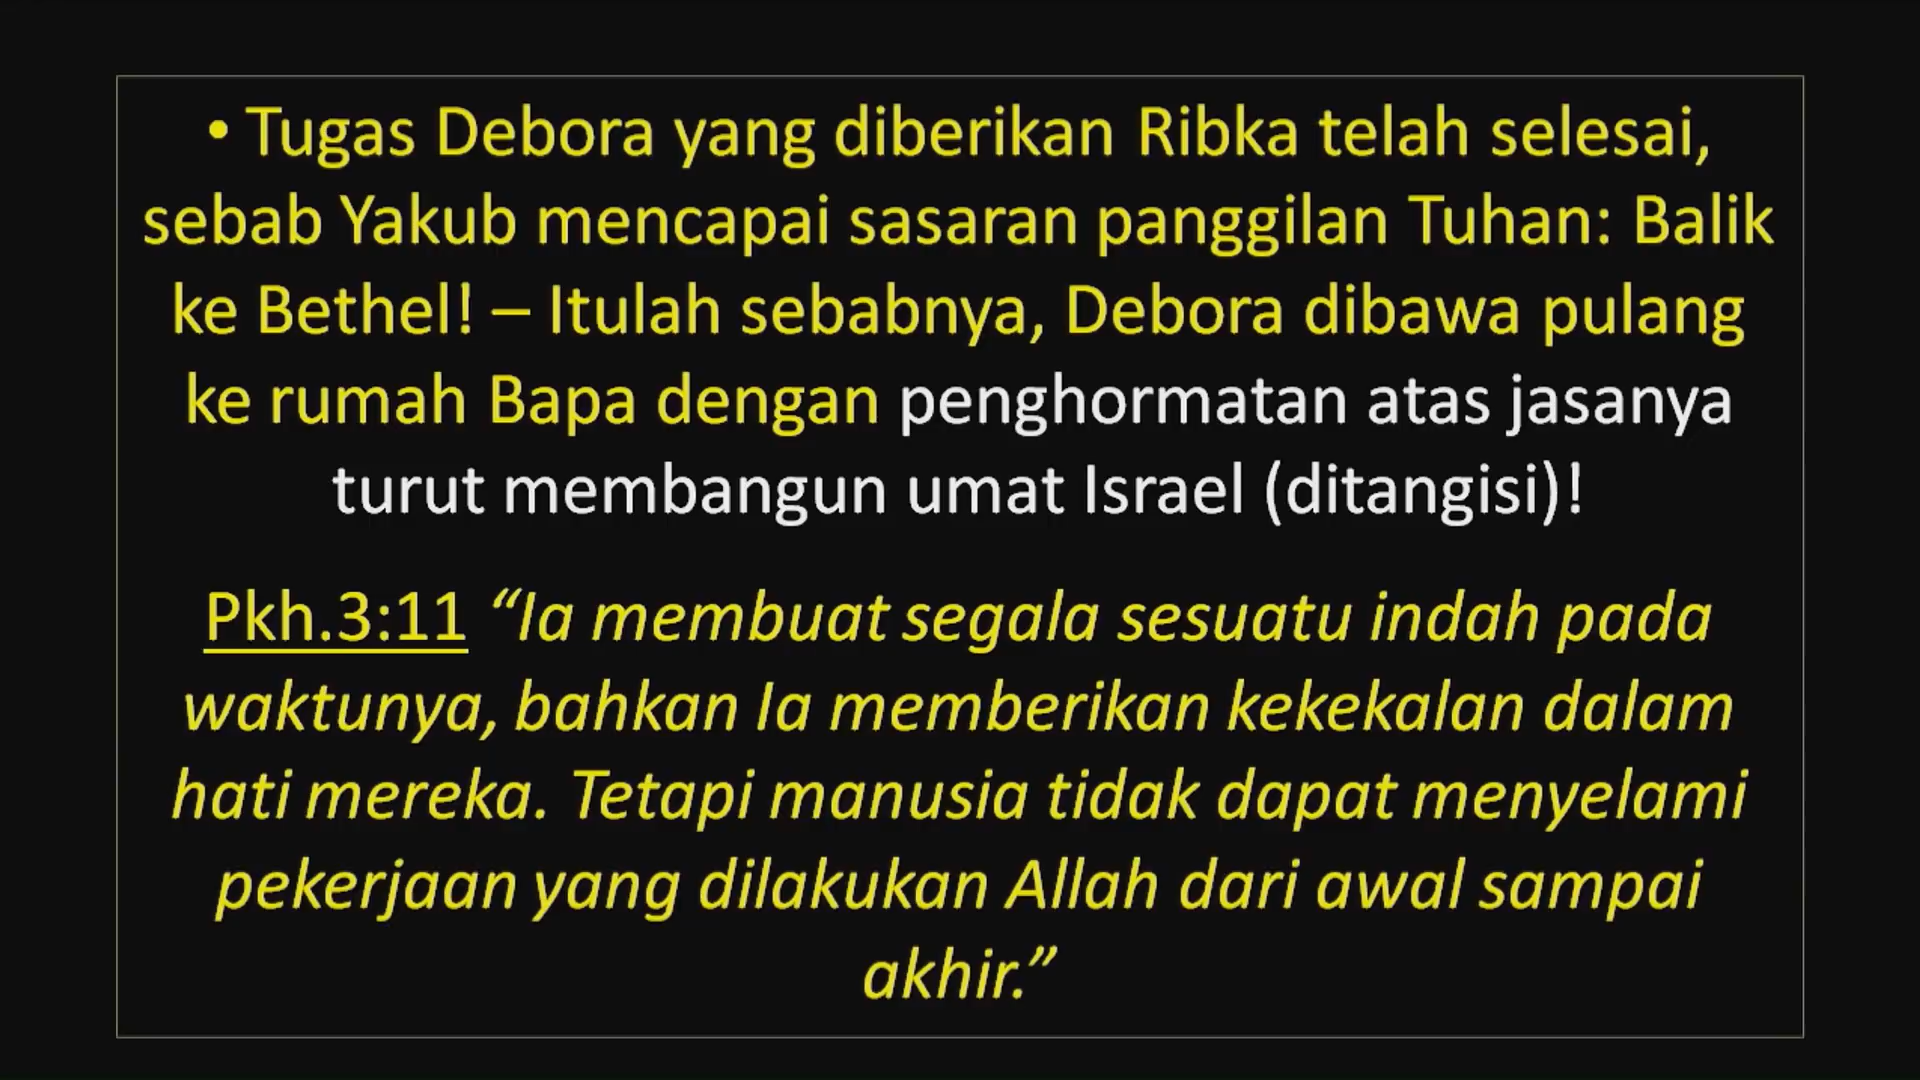 • Tugas Debora yang diberikan Ribka telah selesai,
sebab Yakub mencapai sasaran panggilan Tuhan: Balik
ke Bethel! – Itulah sebabnya, Debora dibawa pulang
ke rumah Bapa dengan penghormatan atas jasanya
turut membangun umat Israel (ditangisi)!
Pkh.3:11 “Ia membuat segala sesuatu indah pada
waktunya, bahkan Ia memberikan kekekalan dalam
hati mereka. Tetapi manusia tidak dapat menyelami
pekerjaan yang dilakukan Allah dari awal sampai
akhir.”